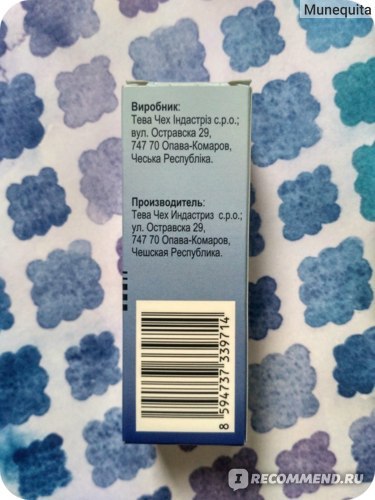 Munequita
Виробник:
Тева Чех Індастріз с.р.о.;
вул. Остравска 29,
747 70 Опава-Комаров,
Чеська Республіка.
Производитель:
Тева Чех Индастриз с.р.о.;
ул. Остравска 29,
747 70 Опава-Комаров,
Чешская Республика.
8 594737 339714
IRECOMMEND.RU